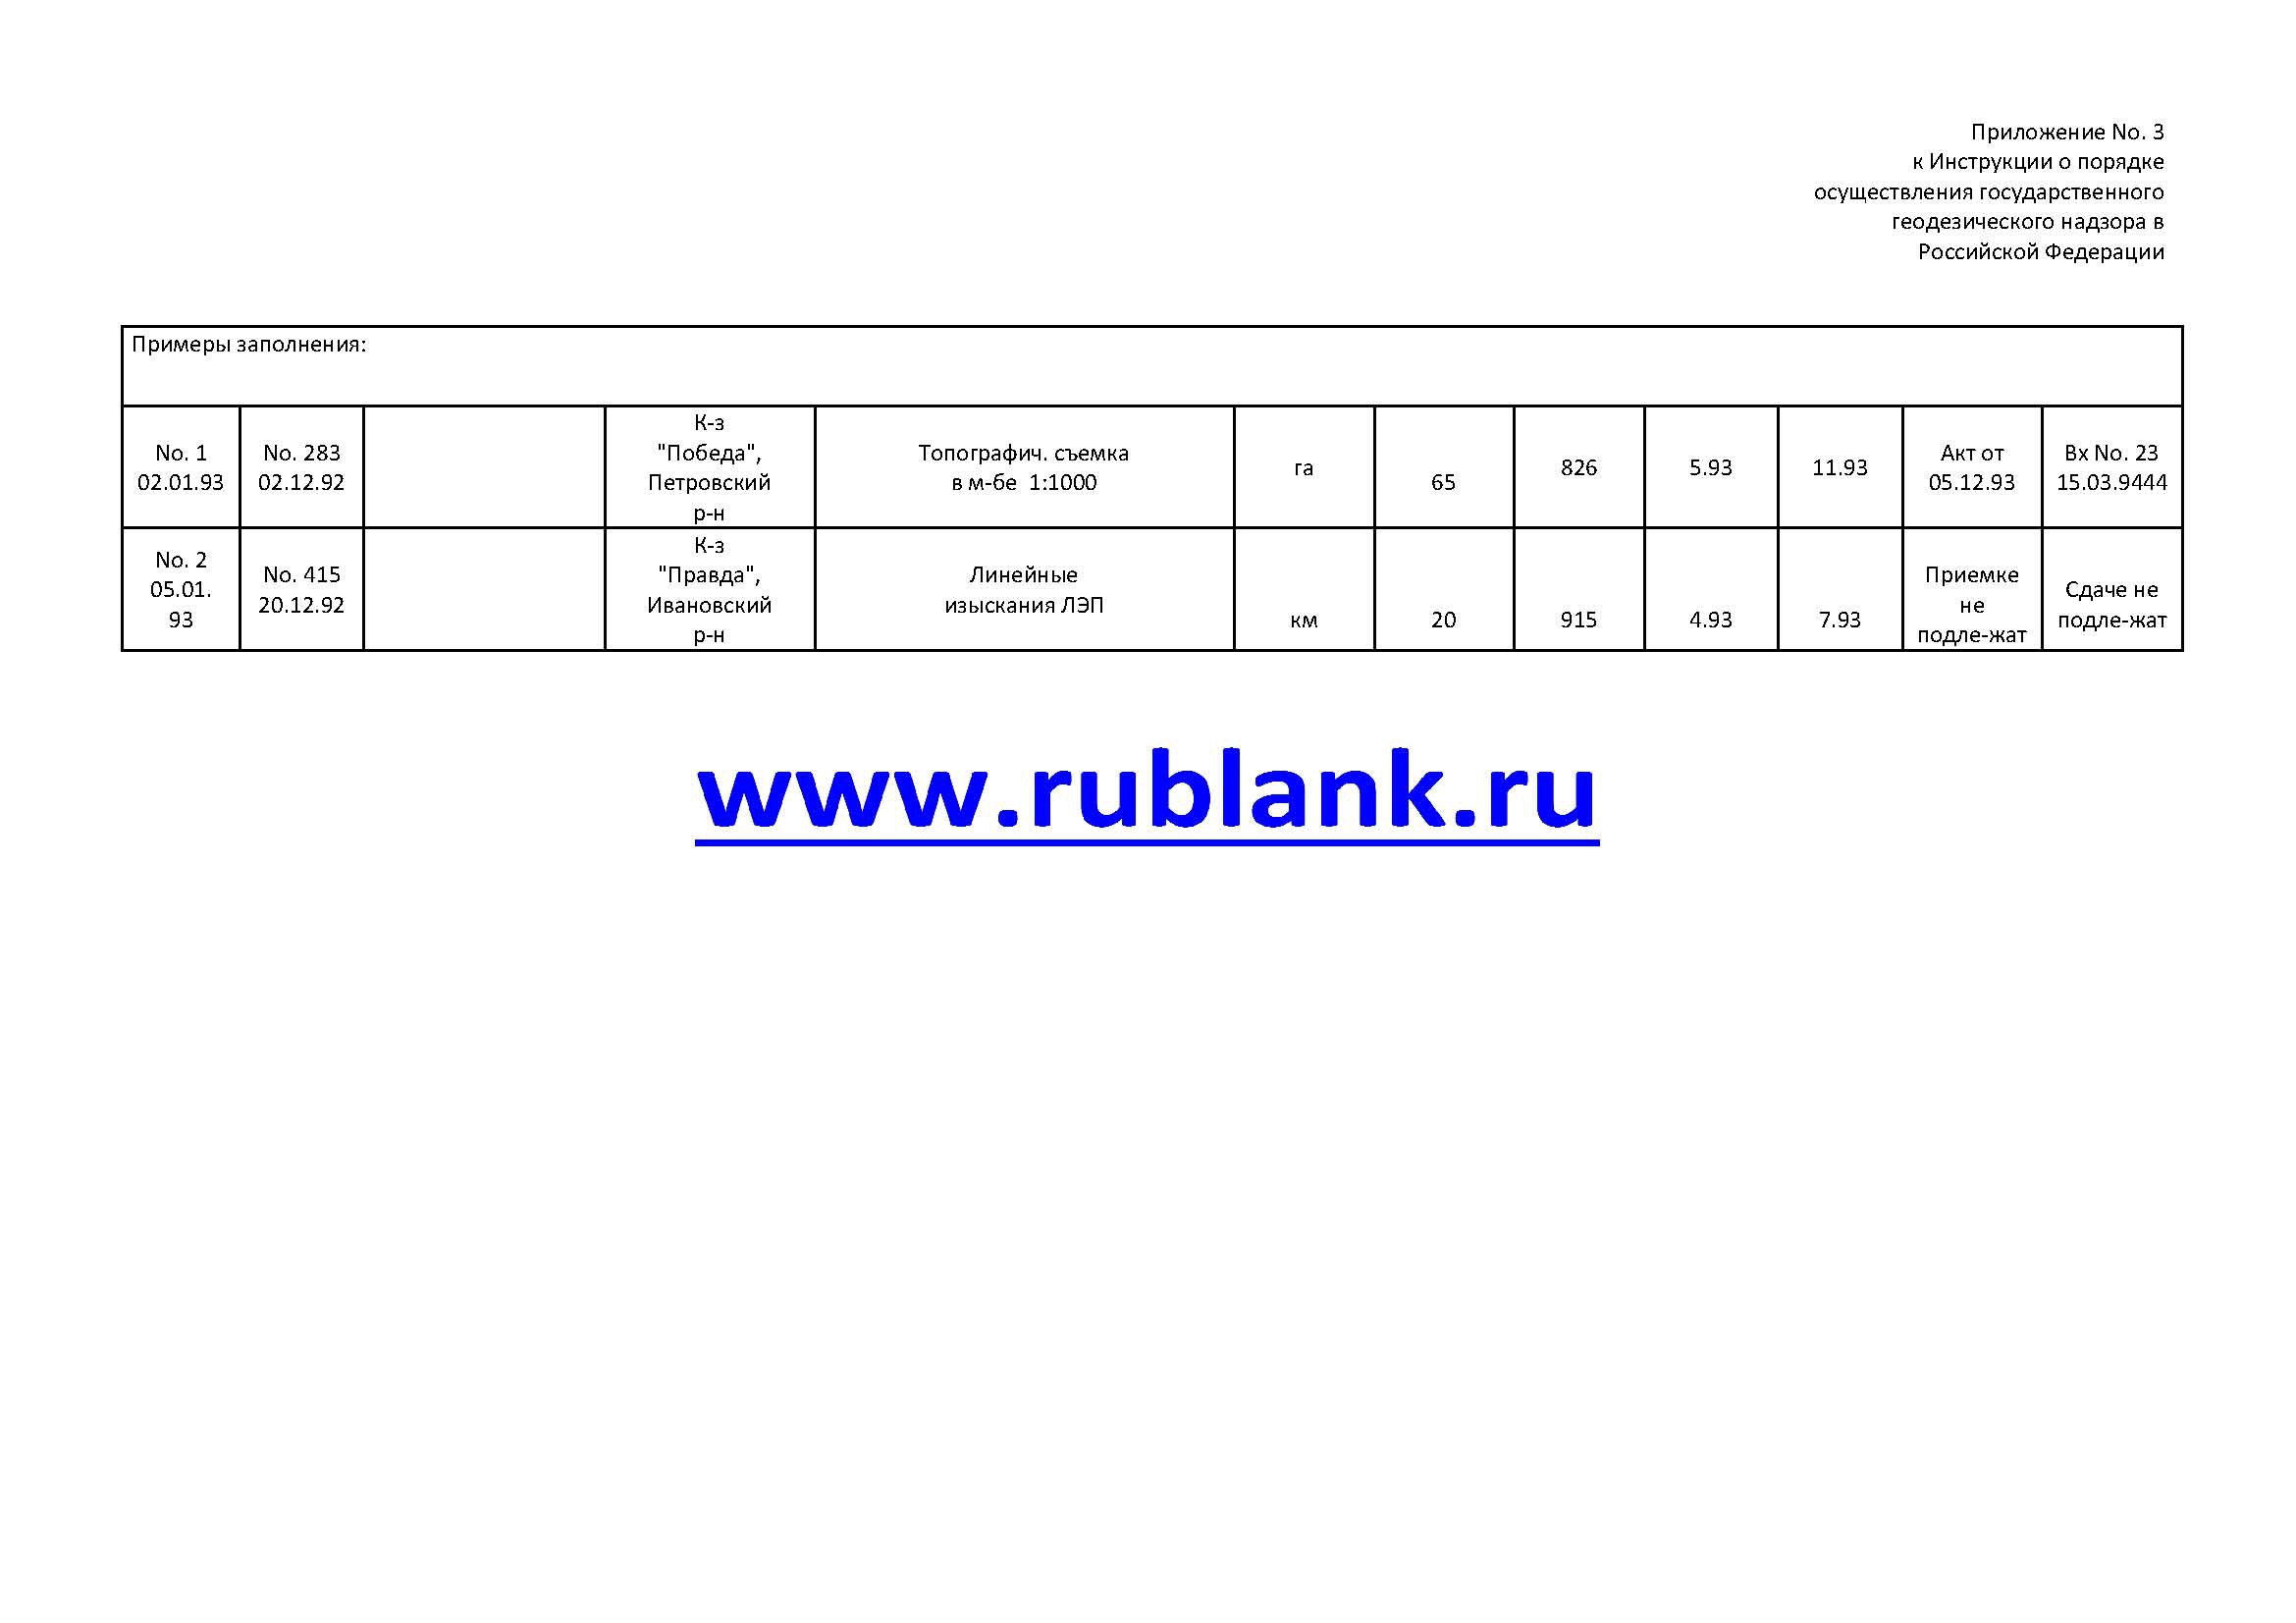 Приложение No. 3
к Инструкции о порядке
осуществления государственного
геодезического надзора в
Российской Федерации
Примеры заполнения:
No. 1
02.01.93
No. 283
02.12.92
К-з
"Победа",
Петровский
р-н
Топографич. съемка
в м-бе 1:1000
га
65
826
5.93
11.93
Акт от
05.12.93
Вх No. 23
15.03.9444
No. 2
05.01.
93
No. 415
20.12.92
К-з
"Правда",
Ивановский
р-н
Линейные
изыскания ЛЭП
км
20
915
4.93
7.93
Приемке
не
подле-жат
Сдаче не
подле-жат
www.rublank.ru